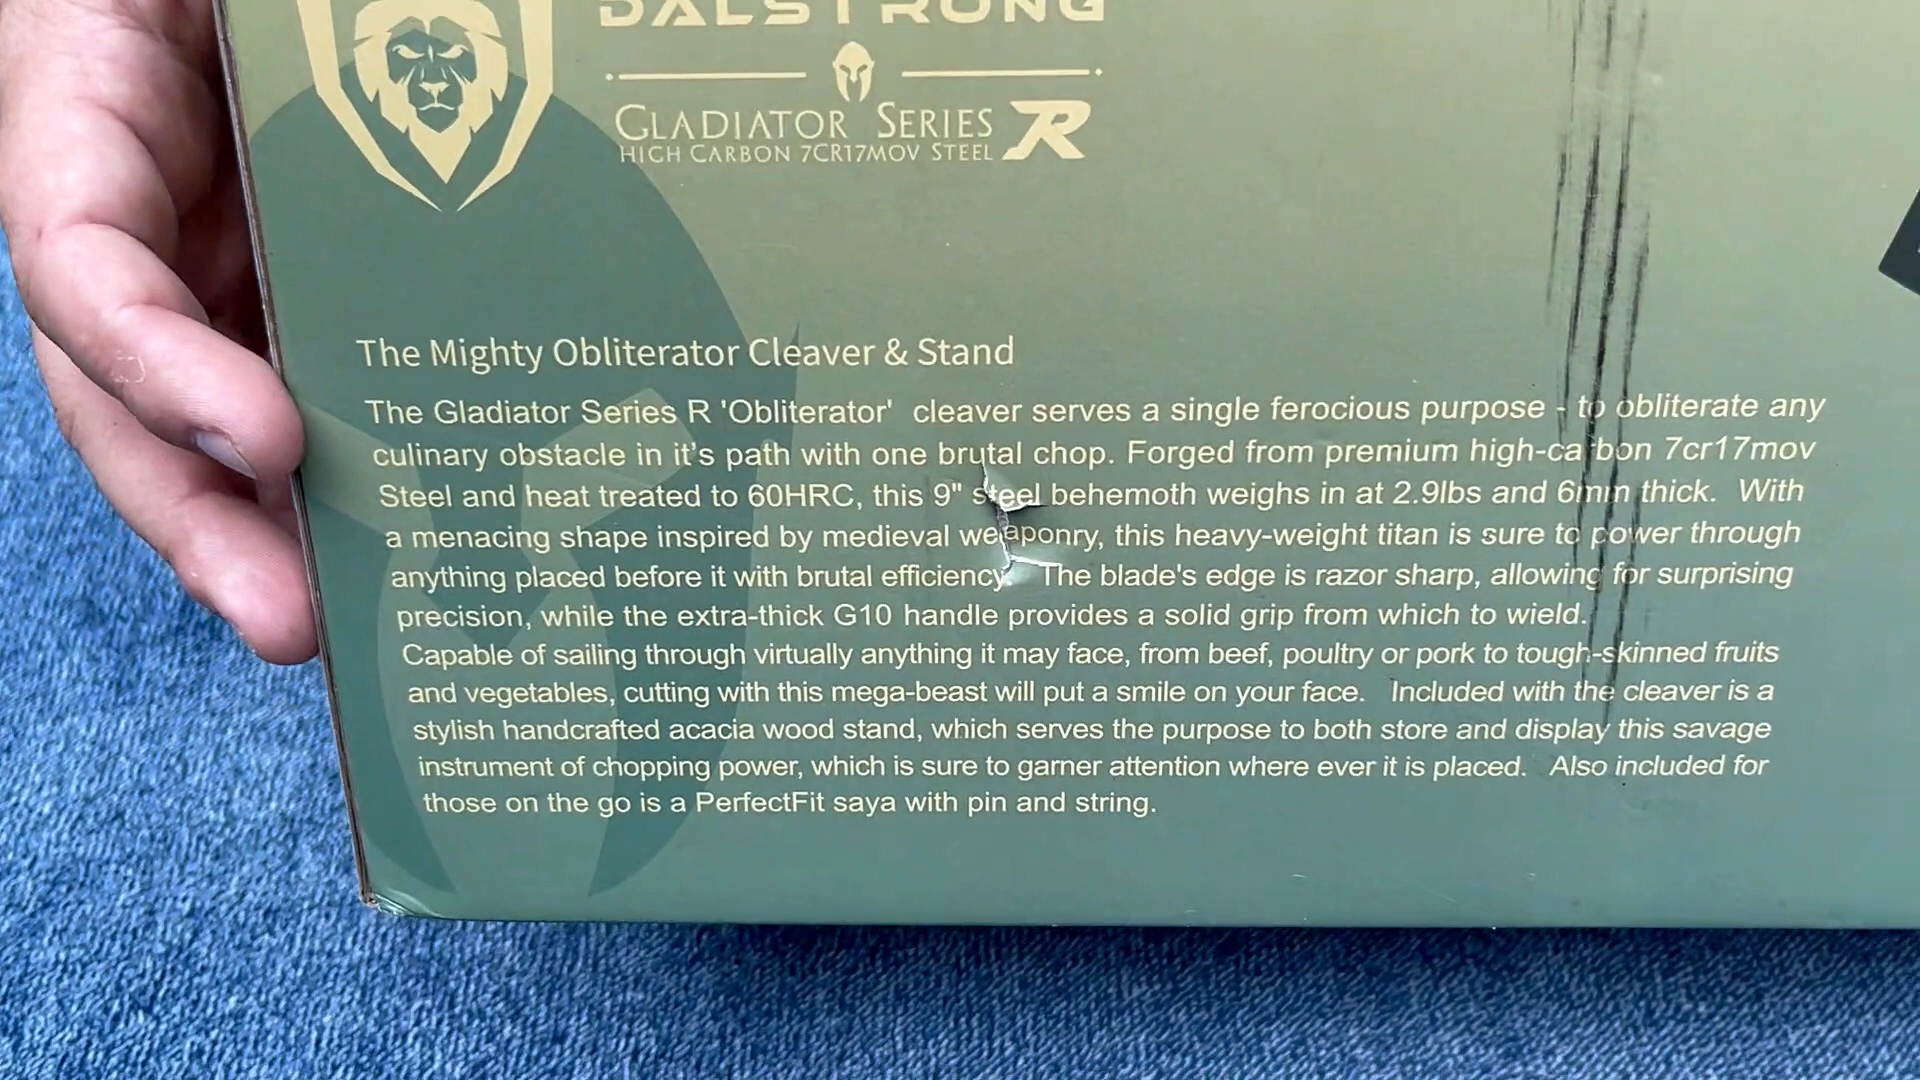 DALSTRONG
GLADIATOR SERIES R
HIGH CARBON 7CR17MOV STEEL
The Mighty Obliterator Cleaver & Stand
The Gladiator Series R 'Obliterator' cleaver serves a single ferocious purpose - to obliterate any
culinary obstacle in it's path with one brutal chop. Forged from premium high-carbon 7cr17mov
Steel and heat treated to 60HRC, this 9" steel behemoth weighs in at 2.9lbs and 6mm thick. With
a menacing shape inspired by medieval weaponry, this heavy-weight titan is sure to power through
anything placed before it with brutal efficiency. The blade's edge is razor sharp, allowing for surprising
precision, while the extra-thick G10 handle provides a solid grip from which to wield.
Capable of sailing through virtually anything it may face, from beef, poultry or pork to tough-skinned fruits
and vegetables, cutting with this mega-beast will put a smile on your face. Included with the cleaver is a
stylish handcrafted acacia wood stand, which serves the purpose to both store and display this savage
instrument of chopping power, which is sure to garner attention where ever it is placed. Also included for
those on the go is a PerfectFit saya with pin and string.